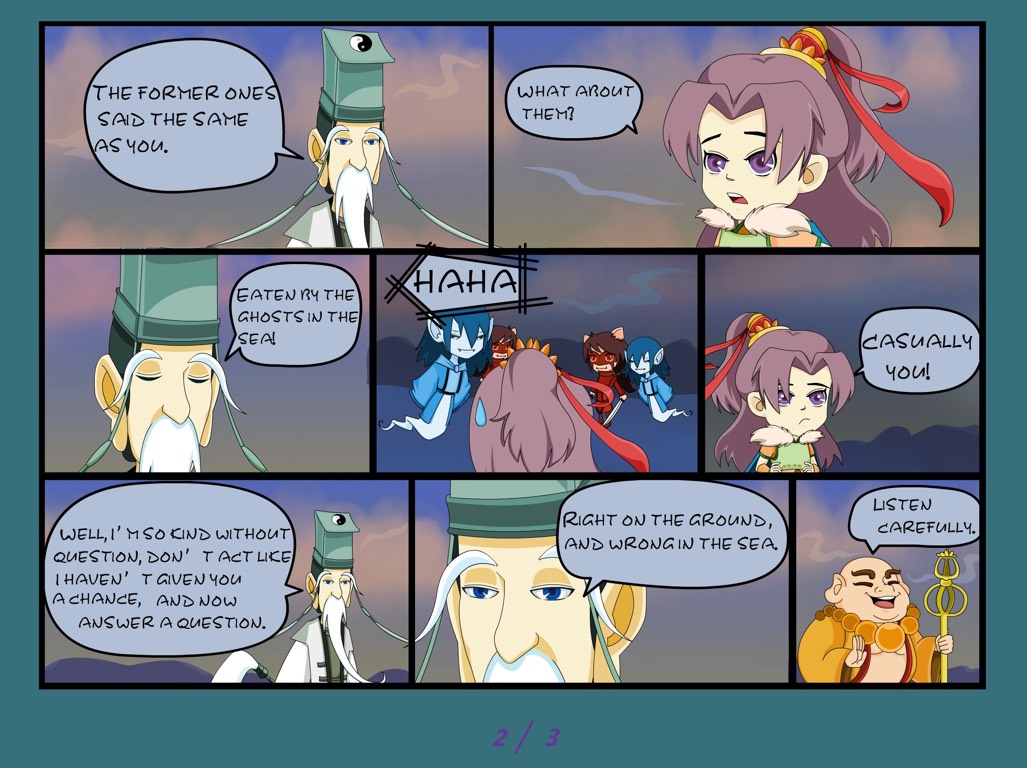 THE FORMER ONES
SAID THE SAME
AS YOU.
WHAT ABOUT
THEM?
EATEN BY THE
GHOSTS IN THE
SEA!
HAHA
CASUALLY
YOU!
WELL, I'M SO KIND WITHOUT
QUESTION, DON'T ACT LIKE
I HAVEN'T GIVEN YOU
A CHANCE, AND NOW
ANSWER A QUESTION.
RIGHT ON THE GROUND,
AND WRONG IN THE SEA.
LISTEN
CAREFULLY.
2 / 3